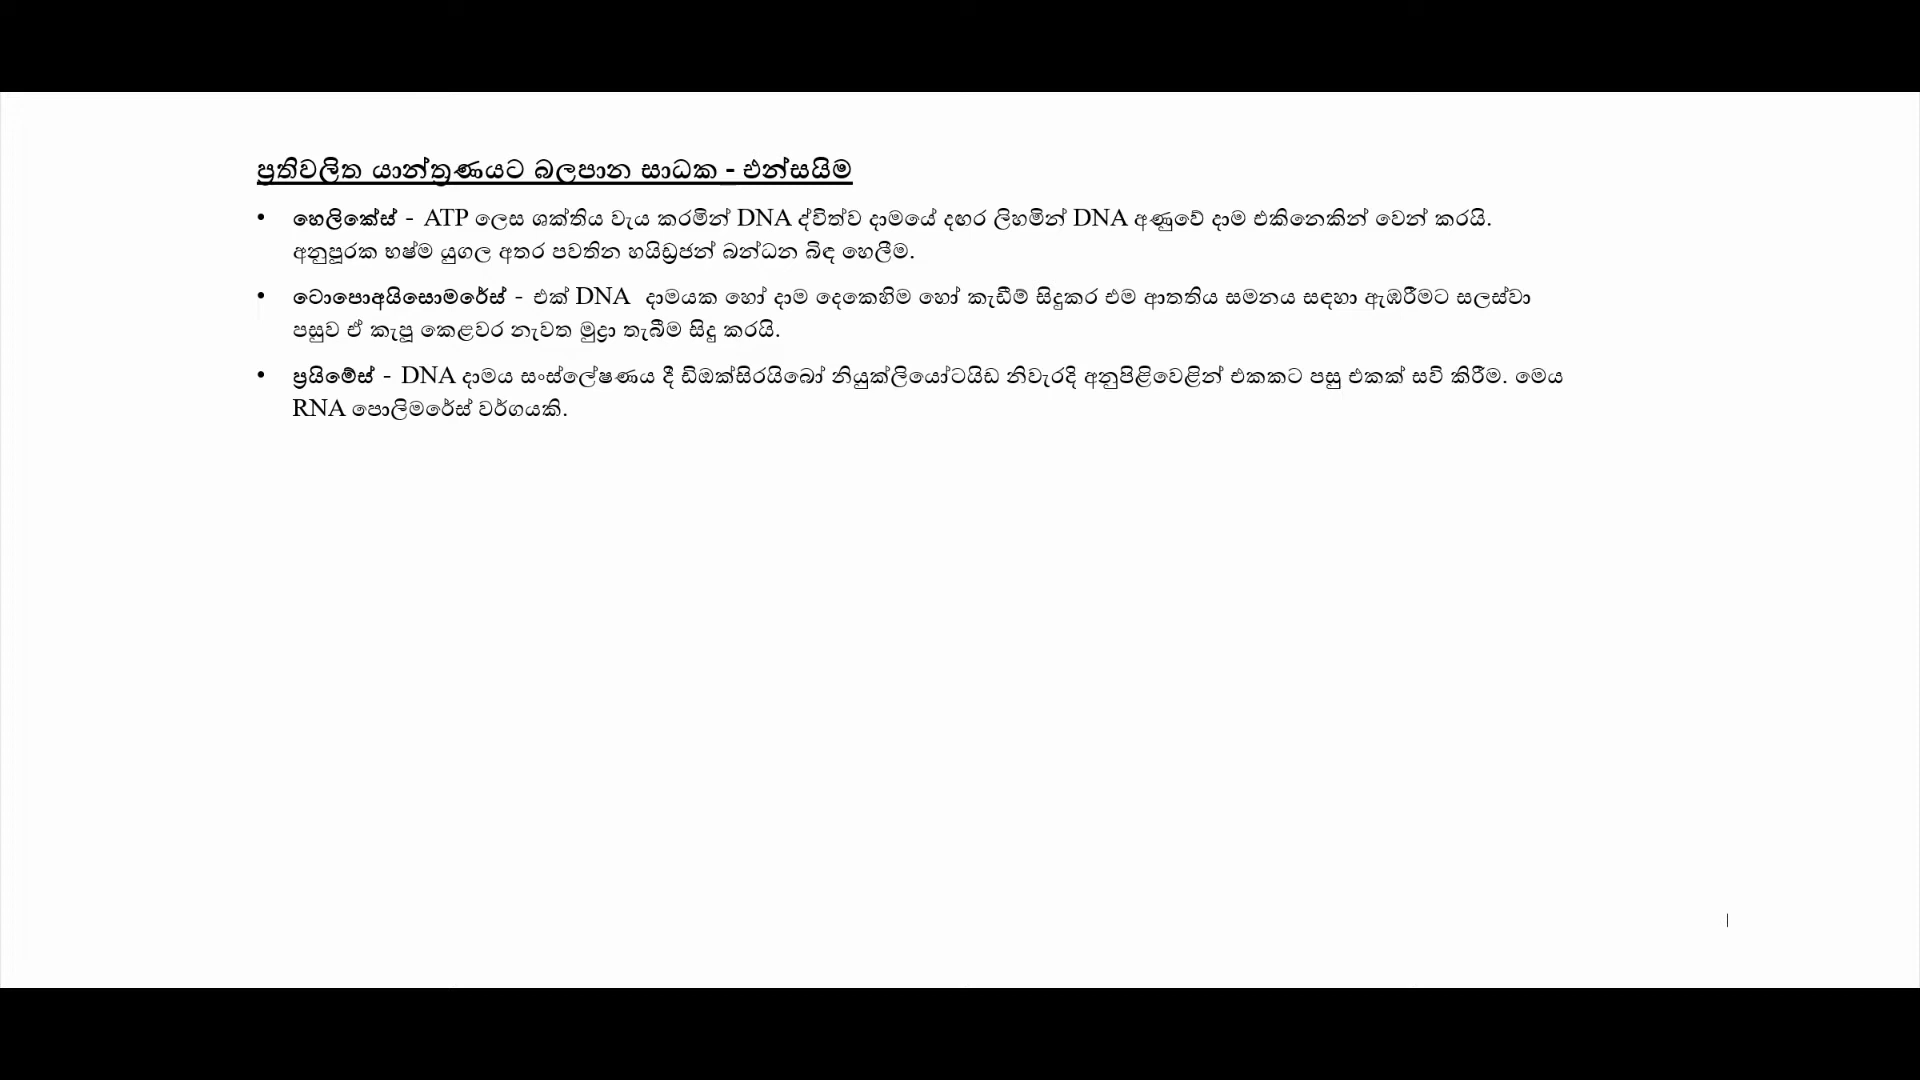 ප්‍රතිවලිත යාන්ත්‍රණයට බලපාන සාධක - එන්සයිම
• හෙලිකේස් - ATP ලෙස ශක්තිය වැය කරමින් DNA ද්විත්ව දාමයේ දඟර ලිහමින් DNA අණුවේ දාම එකිනෙකින් වෙන් කරයි.
අනුපූරක භෂ්ම යුගල අතර පවතින හයිඩ්‍රජන් බන්ධන බිඳ හෙලීම.
• ටොපොඅයිසොමරේස් - එක් DNA දාමයක හෝ දාම දෙකෙහිම හෝ කැඩීම් සිදුකර එම ආතතිය සමනය සඳහා ඇඹරීමට සලස්වා
පසුව ඒ කැපූ කෙළවර නැවත මුද්‍රා තැබීම සිදු කරයි.
• ප්‍රයිමේස් - DNA දාමය සංස්ලේෂණය දී ඩිඔක්සිරයිබෝ නියුක්ලියෝටයිඩ නිවැරදි අනුපිළිවෙළින් එකකට පසු එකක් සවි කිරීම. මෙය
RNA පොලිමරේස් වර්ගයකි.